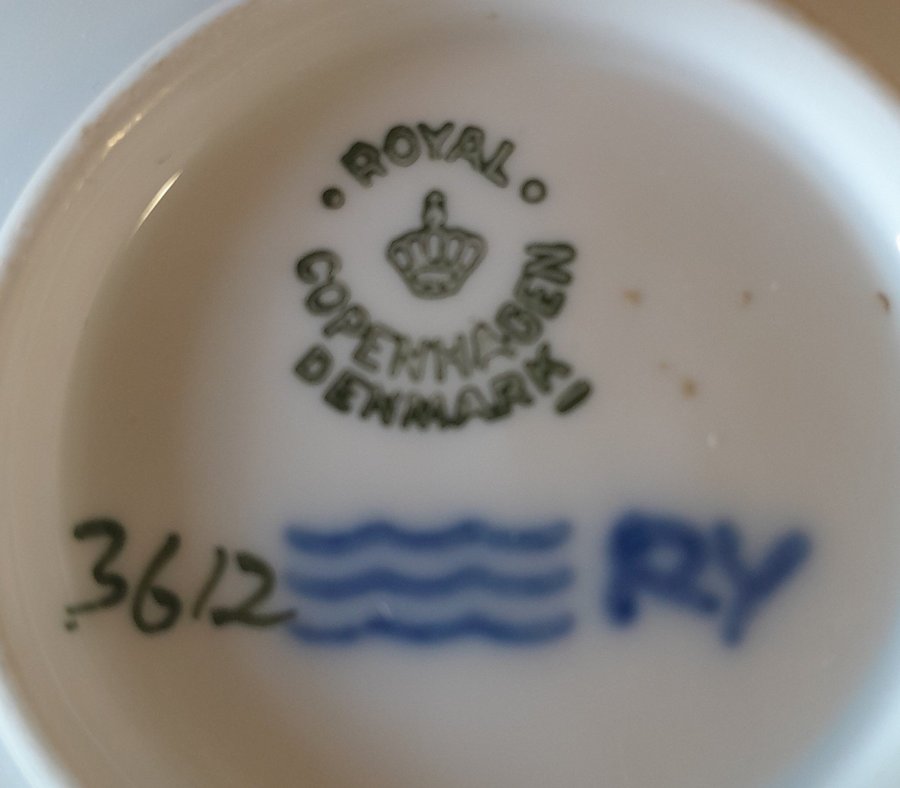 ROYAL
COPENHAGEN
DENMARK
3612 RY